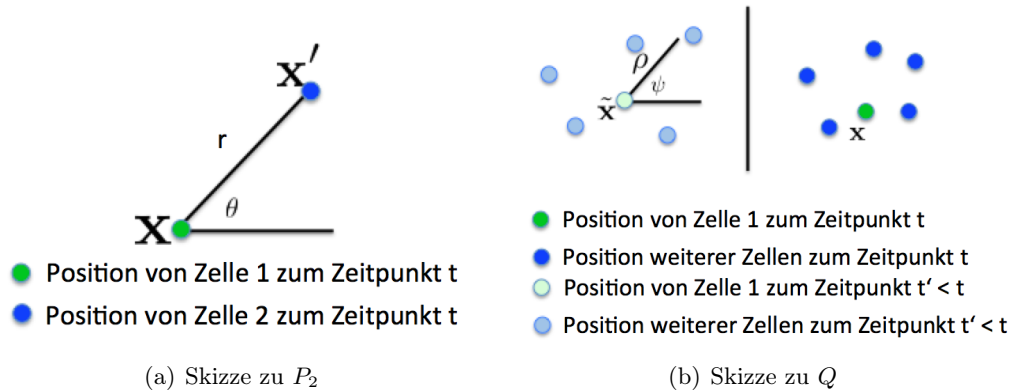 x′
r
θ
x
Position von Zelle 1 zum Zeitpunkt t
Position von Zelle 2 zum Zeitpunkt t
(a) Skizze zu P₂
ρ
ψ
x̃
x
Position von Zelle 1 zum Zeitpunkt t
Position weiterer Zellen zum Zeitpunkt t
Position von Zelle 1 zum Zeitpunkt t‘ < t
Position weiterer Zellen zum Zeitpunkt t‘ < t
(b) Skizze zu Q